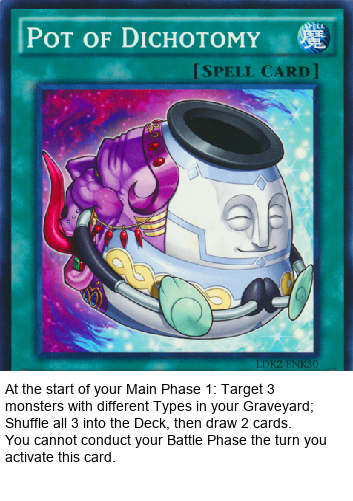 POT OF DICHOTOMY
[SPELL CARD]
LDK2-ENK30
At the start of your Main Phase 1: Target 3
monsters with different Types in your Graveyard;
Shuffle all 3 into the Deck, then draw 2 cards.
You cannot conduct your Battle Phase the turn you
activate this card.